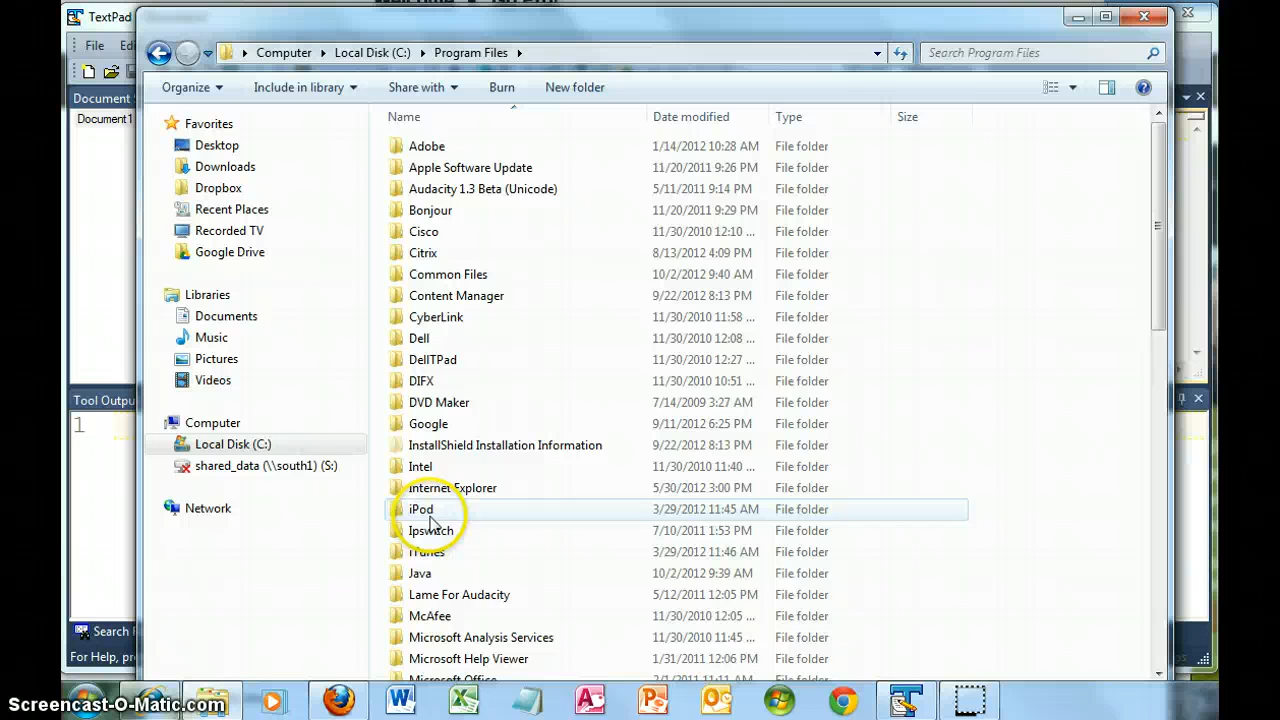 TextPad
File Edi
Computer Local Disk (C:) Program Files
Search Program Files
Organize Include in library Share with Burn New folder
Document
Document1
Name Date modified Type Size
Favorites
Desktop
Downloads
Dropbox
Recent Places
Recorded TV
Google Drive
Libraries
Documents
Music
Pictures
Videos
Computer
Local Disk (C:)
shared_data (\\south1) (S:)
Network
Adobe 1/14/2012 10:28 AM File folder
Apple Software Update 11/20/2011 9:26 PM File folder
Audacity 1.3 Beta (Unicode) 5/11/2011 9:14 PM File folder
Bonjour 11/20/2011 9:29 PM File folder
Cisco 11/30/2010 12:10 ... File folder
Citrix 8/13/2012 4:09 PM File folder
Common Files 10/2/2012 9:40 AM File folder
Content Manager 9/22/2012 8:13 PM File folder
CyberLink 11/30/2010 11:58 ... File folder
Dell 11/30/2010 12:08 ... File folder
DellTPad 11/30/2010 12:27 ... File folder
DIFX 11/30/2010 10:51 ... File folder
DVD Maker 7/14/2009 3:27 AM File folder
Google 9/11/2012 6:25 PM File folder
InstallShield Installation Information 9/22/2012 8:13 PM File folder
Intel 11/30/2010 11:40 ... File folder
Internet Explorer 5/30/2012 3:00 PM File folder
iPod 3/29/2012 11:45 AM File folder
Ipswitch 7/10/2011 1:53 PM File folder
iTunes 3/29/2012 11:46 AM File folder
Java 10/2/2012 9:39 AM File folder
Lame For Audacity 5/12/2011 12:05 PM File folder
McAfee 11/30/2010 12:05 ... File folder
Microsoft Analysis Services 11/30/2010 11:45 ... File folder
Microsoft Help Viewer 1/31/2011 12:06 PM File folder
Microsoft Office 2/1/2011 11:11 AM File folder
Tool Outpu
1
Search
For Help, pre
Screencast-O-Matic.com